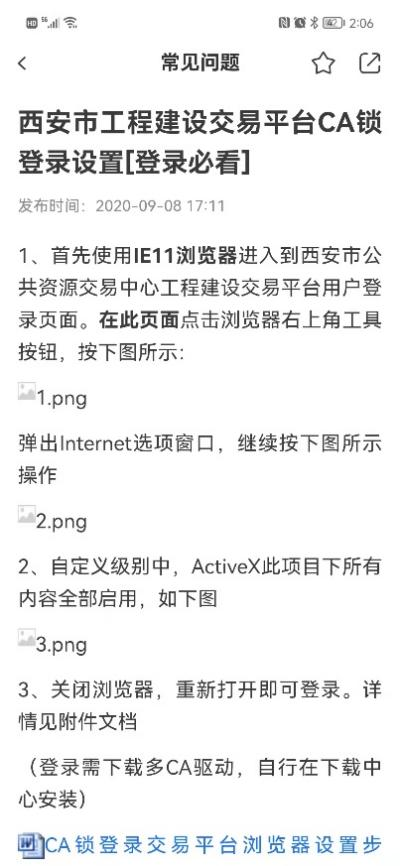 HD 5G 42 2:06
常见问题
西安市工程建设交易平台CA锁
登录设置[登录必看]
发布时间：2020-09-08 17:11
1、首先使用IE11浏览器进入到西安市公
共资源交易中心工程建设交易平台用户登
录页面。在此页面点击浏览器右上角工具
按钮，按下图所示：
1.png
弹出Internet选项窗口，继续按下图所示
操作
2.png
2、自定义级别中，ActiveX此项目下所有
内容全部启用，如下图
3.png
3、关闭浏览器，重新打开即可登录。详
情见附件文档
（登录需下载多CA驱动，自行在下载中
心安装）
CA锁登录交易平台浏览器设置步